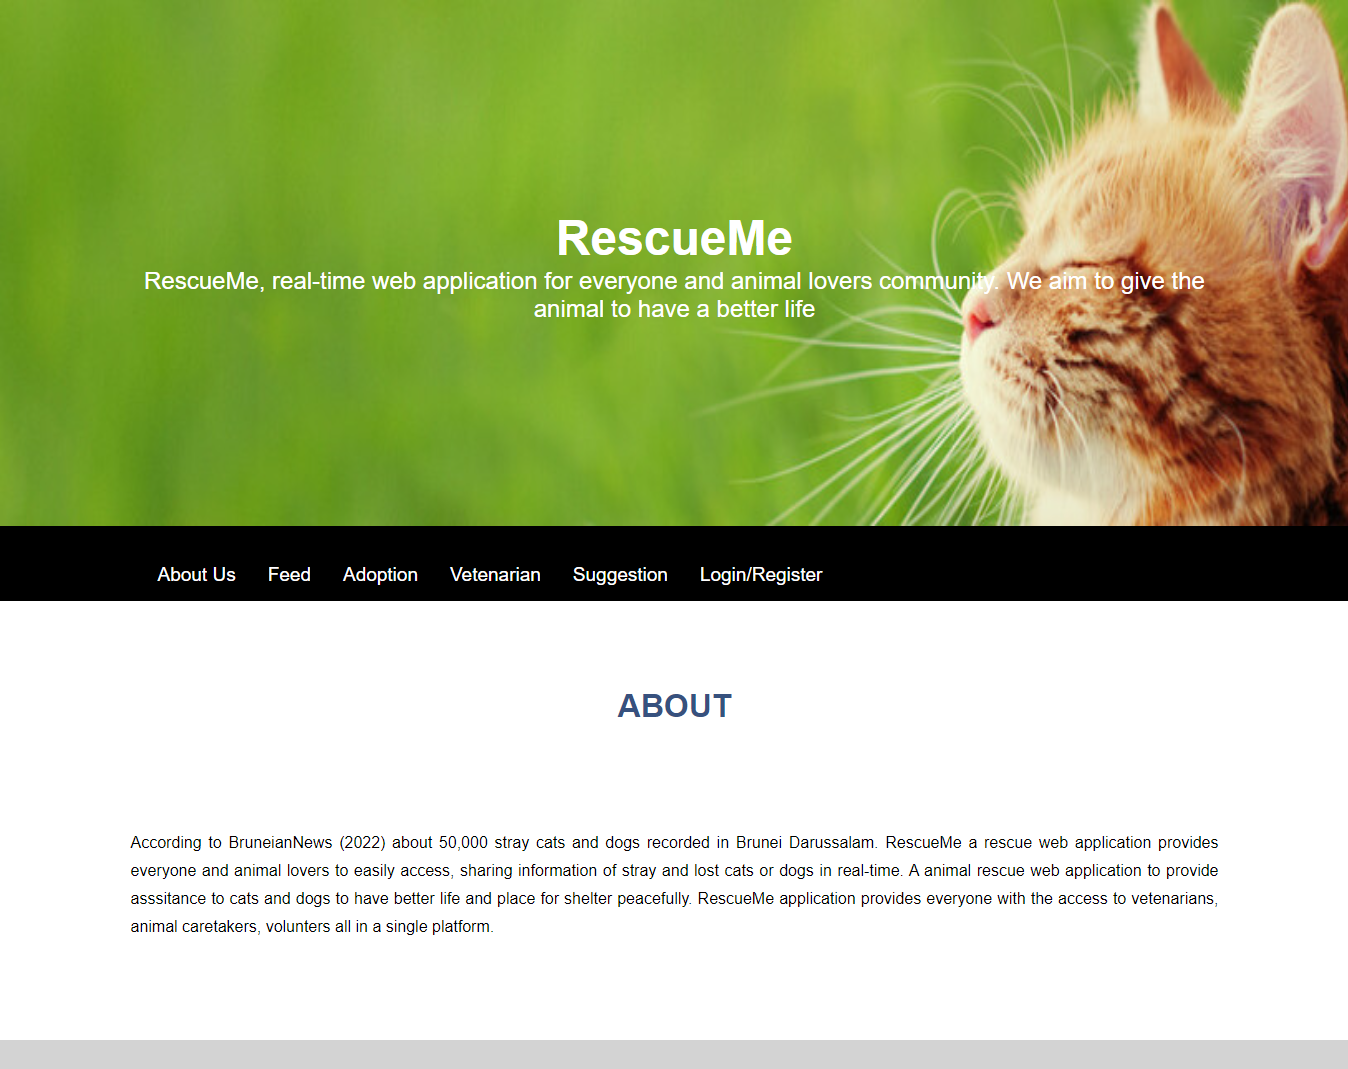 RescueMe
RescueMe, real-time web application for everyone and animal lovers community. We aim to give the
animal to have a better life
About Us Feed Adoption Vetenarian Suggestion Login/Register
ABOUT
According to BruneianNews (2022) about 50,000 stray cats and dogs recorded in Brunei Darussalam. RescueMe a rescue web application provides
everyone and animal lovers to easily access, sharing information of stray and lost cats or dogs in real-time. A animal rescue web application to provide
asssitance to cats and dogs to have better life and place for shelter peacefully. RescueMe application provides everyone with the access to vetenarians,
animal caretakers, volunters all in a single platform.